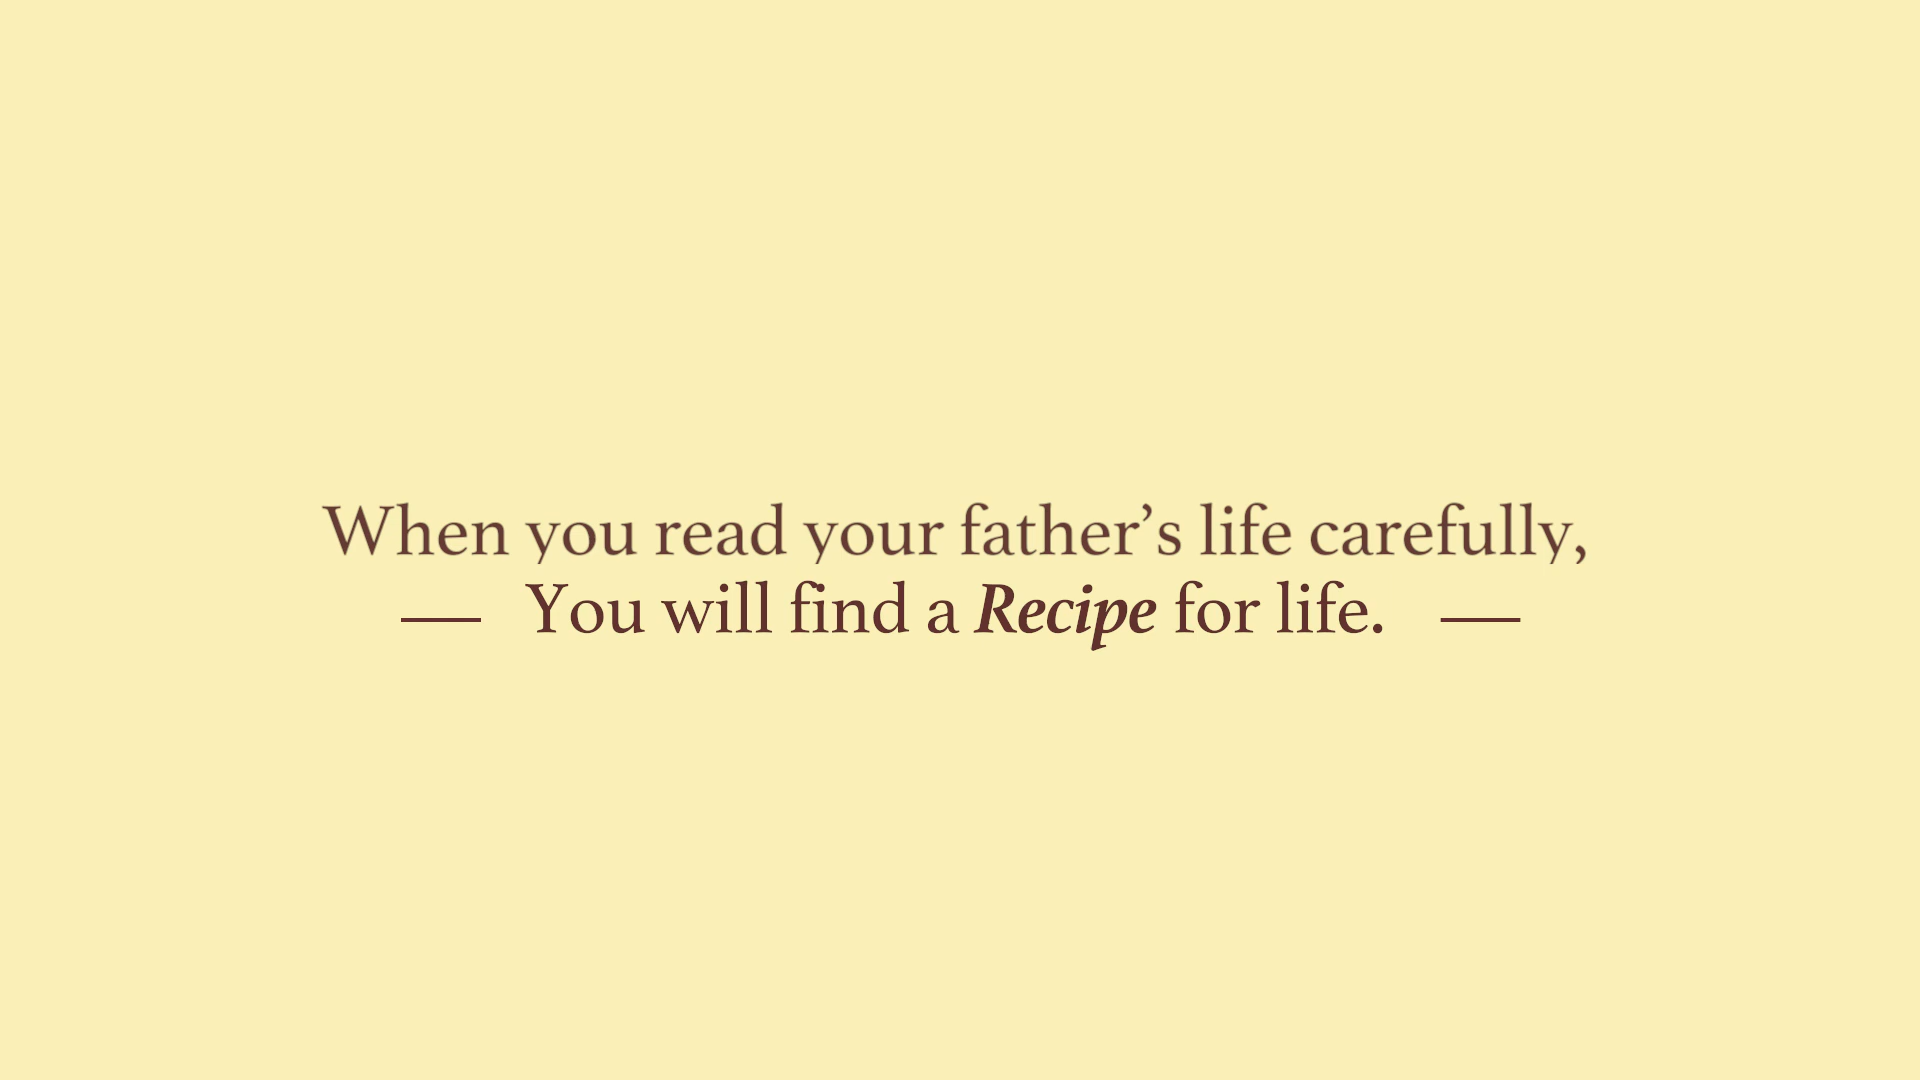 When you read your father’s life carefully,
— You will find a Recipe for life. —